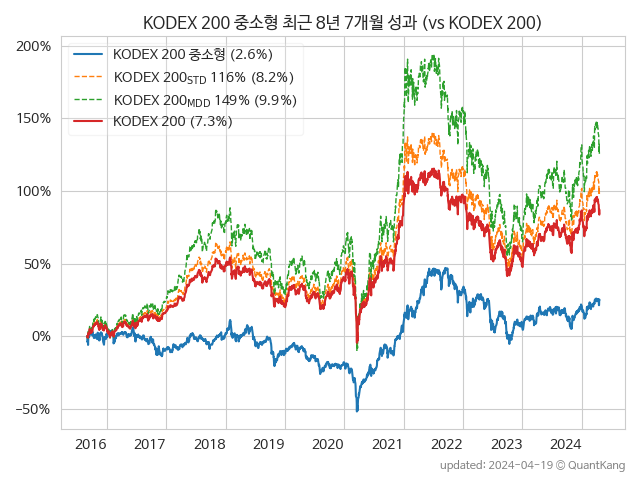 KODEX 200 중소형 최근 8년 7개월 성과 (vs KODEX 200)
KODEX 200 중소형 (2.6%)
KODEX 200STD 116% (8.2%)
KODEX 200MDD 149% (9.9%)
KODEX 200 (7.3%)
200%
150%
100%
50%
0%
−50%
2016 2017 2018 2019 2020 2021 2022 2023 2024
updated: 2024-04-19 © QuantKang